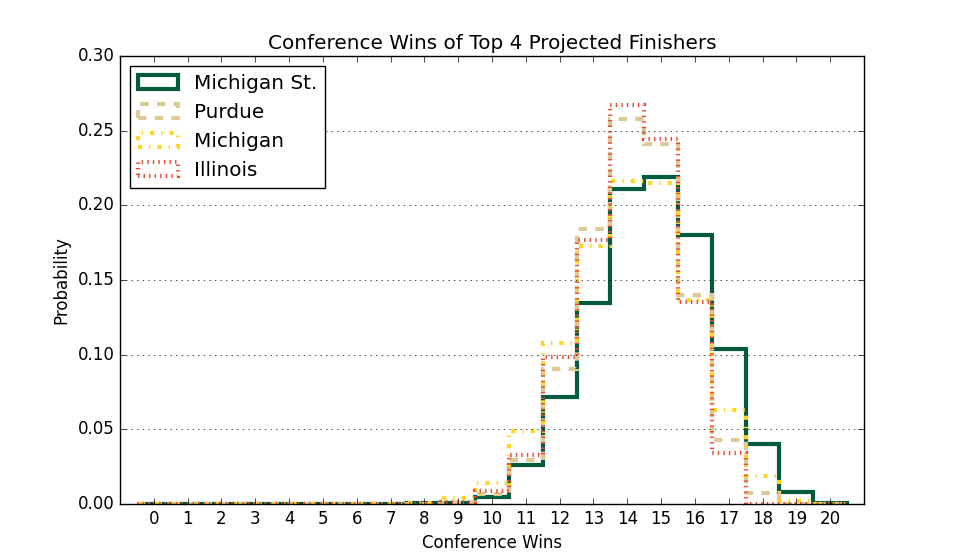 Conference Wins of Top 4 Projected Finishers
0.30
0.25
0.20
0.15
0.10
0.05
0.00
Probability
Michigan St.
Purdue
Michigan
Illinois
0 1 2 3 4 5 6 7 8 9 10 11 12 13 14 15 16 17 18 19 20
Conference Wins